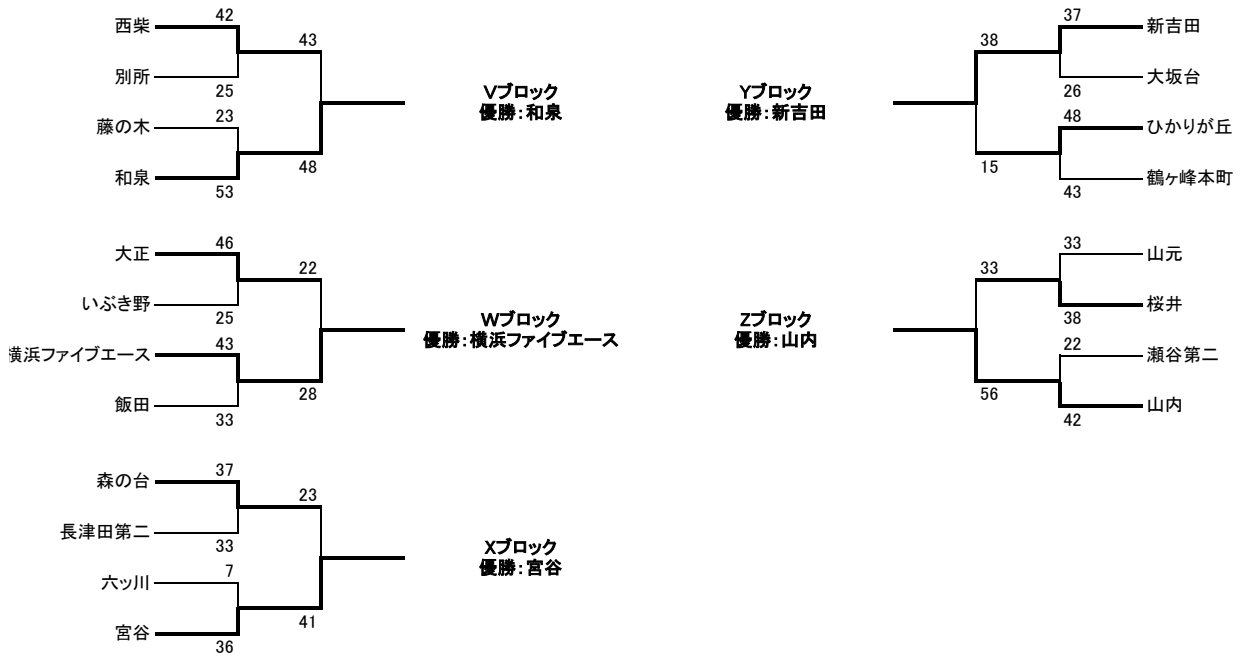 42
西柴
43
別所
25
Vブロック
優勝：和泉
23
藤の木
48
和泉
53
37
新吉田
38
大坂台
26
Yブロック
優勝：新吉田
48
ひかりが丘
15
鶴ヶ峰本町
43
46
大正
22
いぶき野
25
Wブロック
優勝：横浜ファイブエース
43
横浜ファイブエース
28
飯田
33
33
山元
33
桜井
38
Zブロック
優勝：山内
22
瀬谷第二
56
山内
42
37
森の台
23
長津田第二
33
Xブロック
優勝：宮谷
7
六ッ川
41
宮谷
36